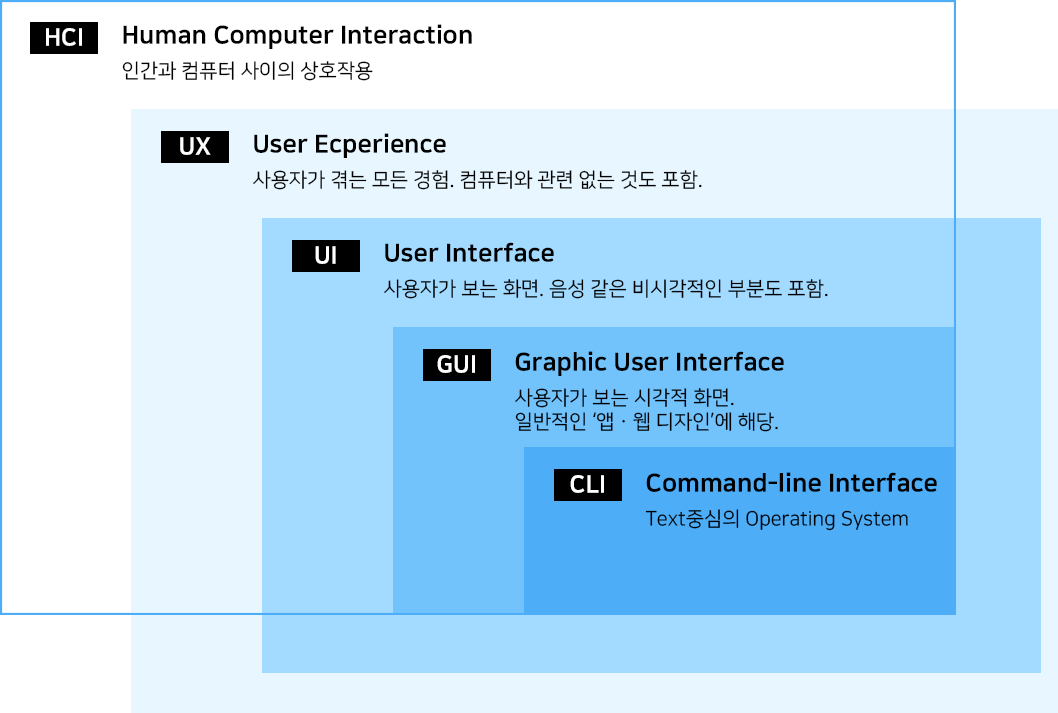 HCI Human Computer Interaction
인간과 컴퓨터 사이의 상호작용
UX User Ecperience
사용자가 겪는 모든 경험. 컴퓨터와 관련 없는 것도 포함.
UI User Interface
사용자가 보는 화면. 음성 같은 비시각적인 부분도 포함.
GUI Graphic User Interface
사용자가 보는 시각적 화면.
일반적인 ‘앱 · 웹 디자인’에 해당.
CLI Command-line Interface
Text중심의 Operating System